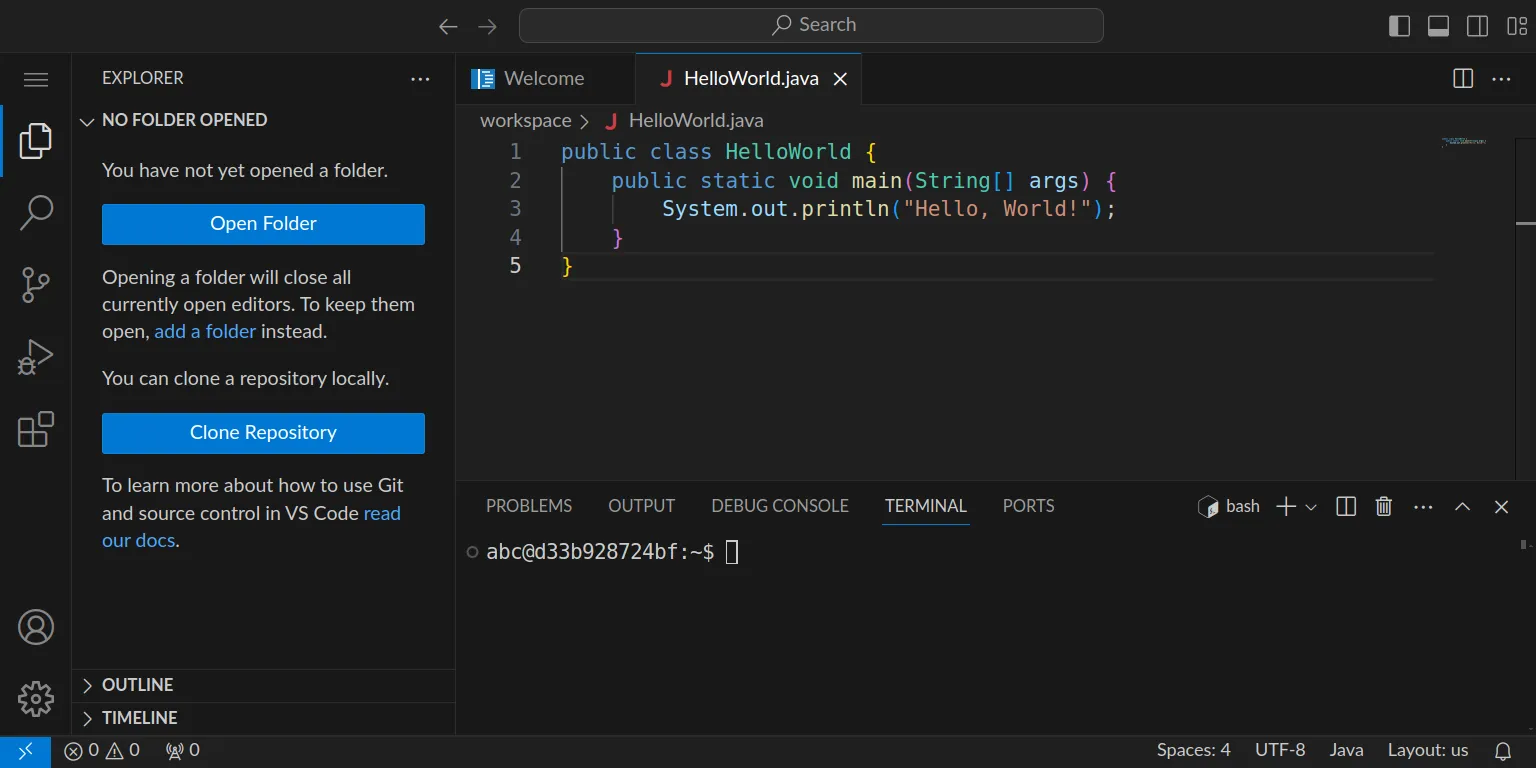 Search
EXPLORER
NO FOLDER OPENED
You have not yet opened a folder.
Open Folder
Opening a folder will close all
currently open editors. To keep them
open, add a folder instead.
You can clone a repository locally.
Clone Repository
To learn more about how to use Git
and source control in VS Code read
our docs.
OUTLINE
TIMELINE
Welcome
J HelloWorld.java
workspace > J HelloWorld.java
1 public class HelloWorld {
2     public static void main(String[] args) {
3         System.out.println("Hello, World!");
4     }
5 }
PROBLEMS OUTPUT DEBUG CONSOLE TERMINAL PORTS bash
abc@d33b928724bf:~$
0 0 0 Spaces: 4 UTF-8 Java Layout: us